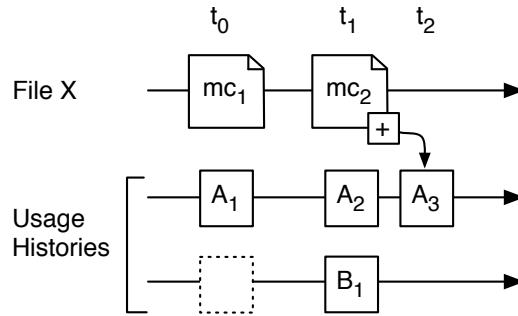 t₀ t₁ t₂
File X mc₁ mc₂
+
A₁ A₂ A₃
Usage
Histories
B₁